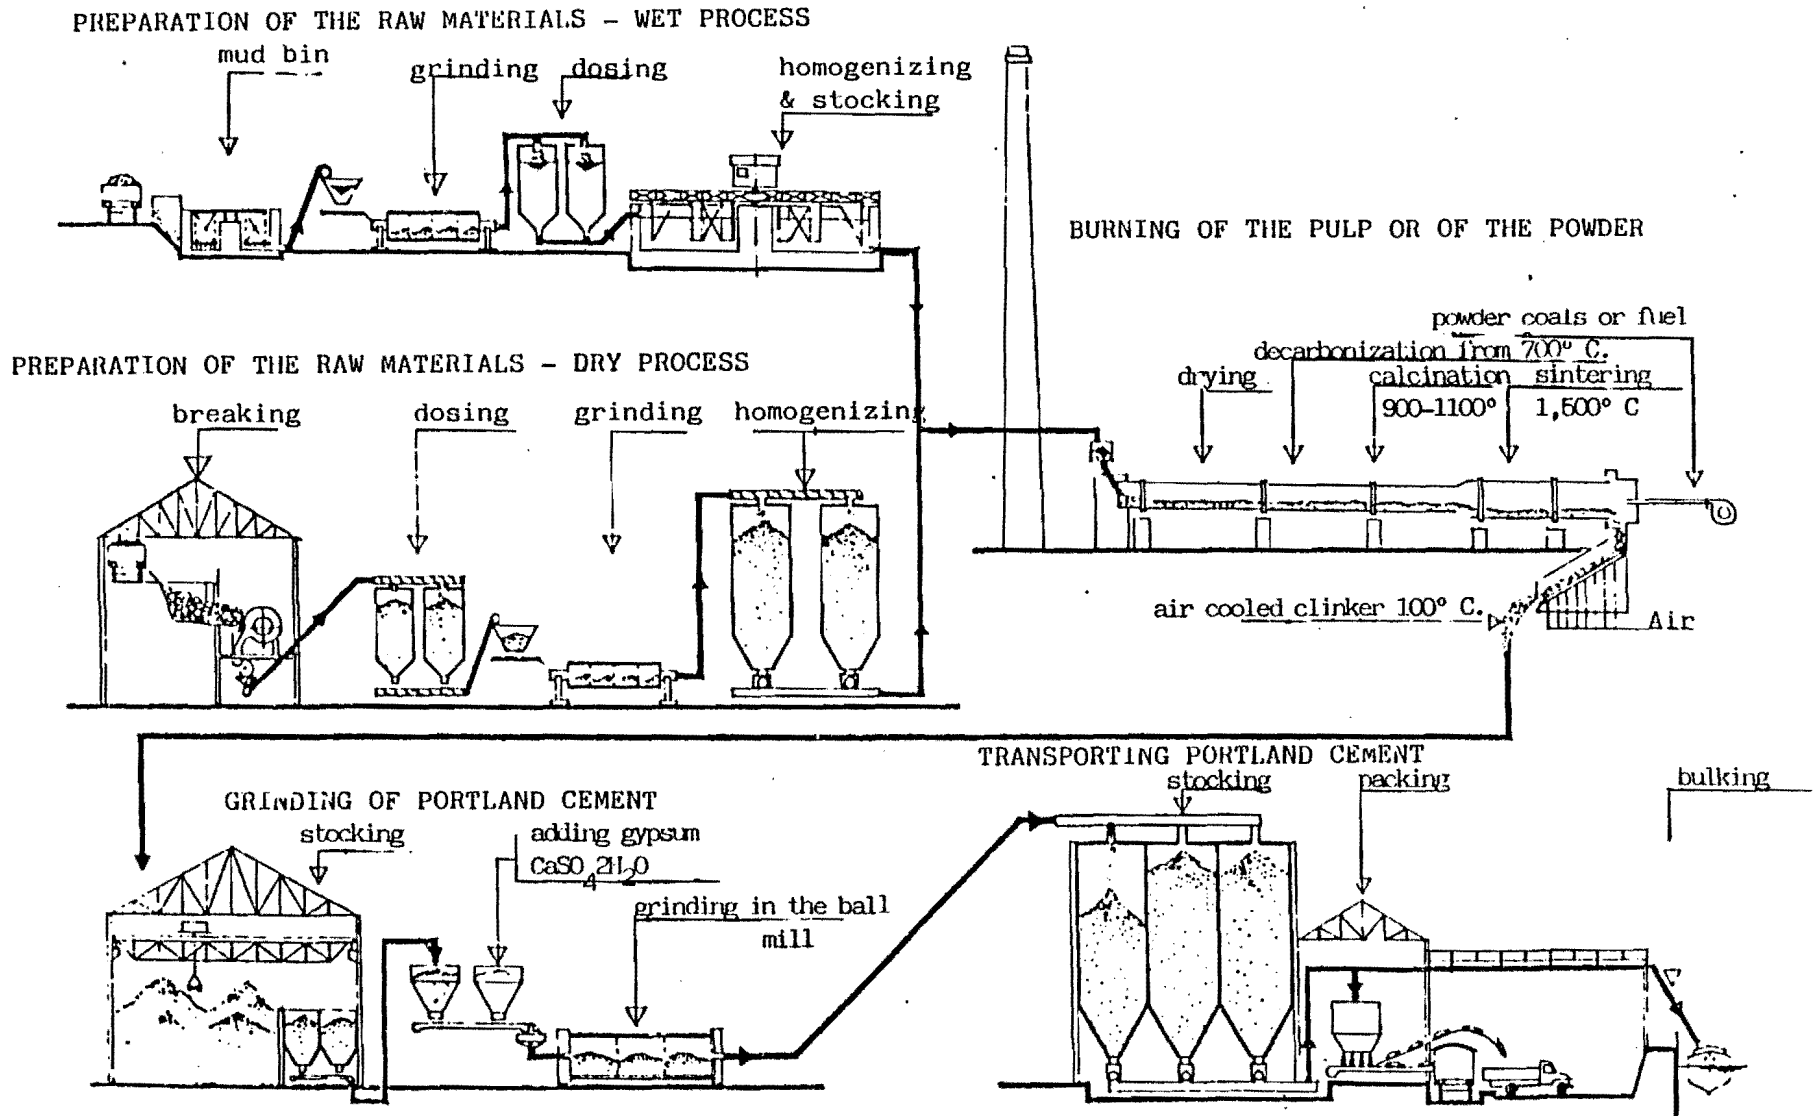 PREPARATION OF THE RAW MATERIALS - WET PROCESS
mud bin
grinding
dosing
homogenizing
& stocking
BURNING OF THE PULP OR OF THE POWDER
powder coals or fuel
decarbonization from 700° C.
drying
calcination
900-1100°
sintering
1,500° C
PREPARATION OF THE RAW MATERIALS - DRY PROCESS
breaking
dosing
grinding
homogenizing
air cooled clinker 100° C.
Air
TRANSPORTING PORTLAND CEMENT
stocking
packing
bulking
GRINDING OF PORTLAND CEMENT
stocking
adding gypsum
CaSO₄2H₂O
grinding in the ball
mill